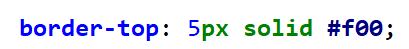 border-top: 5px solid #f00;